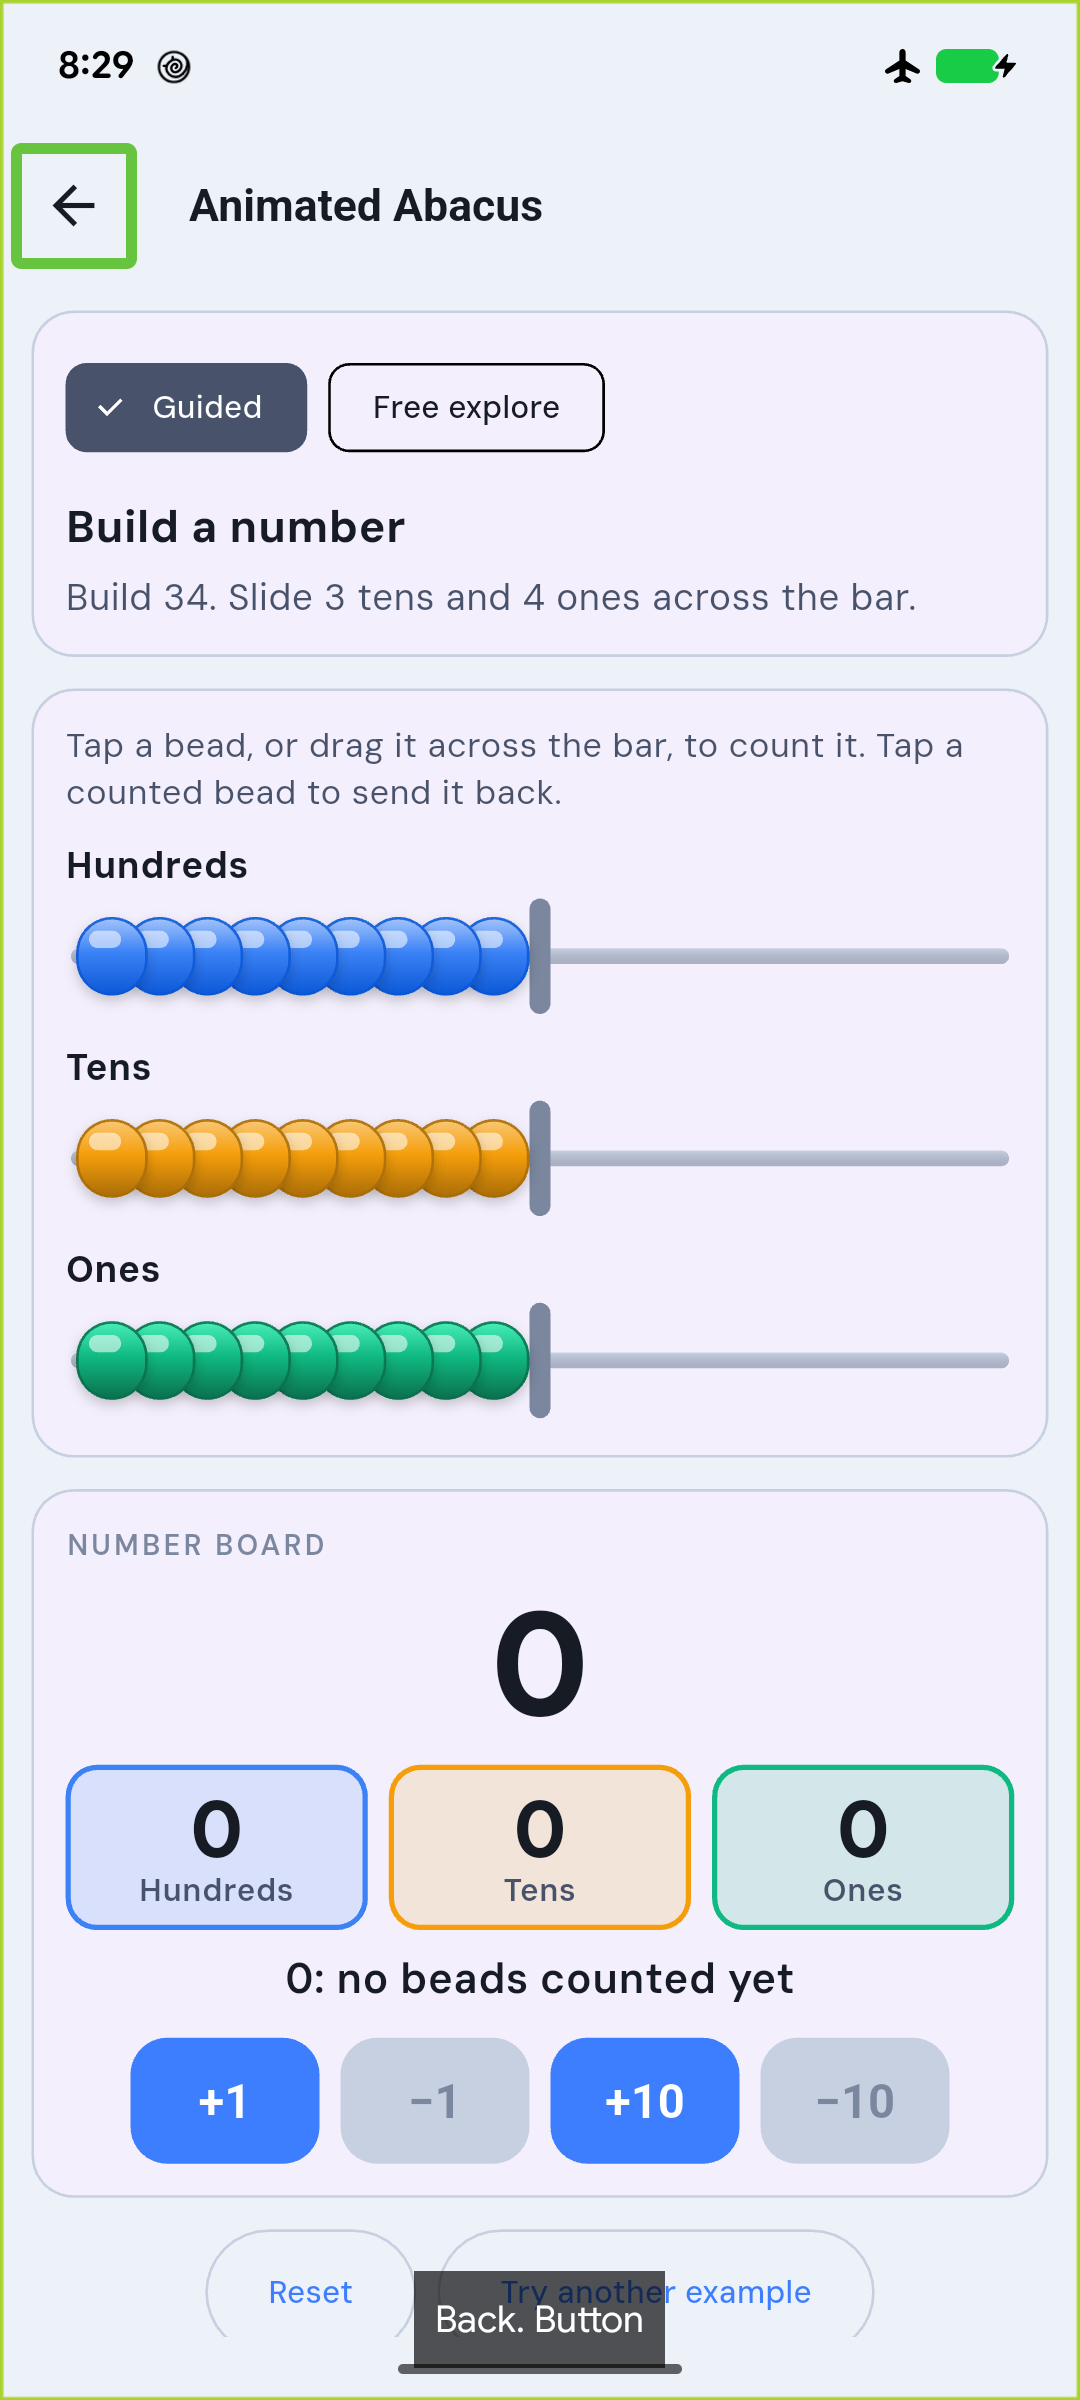 8:29
Animated Abacus
Guided
Free explore
Build a number
Build 34. Slide 3 tens and 4 ones across the bar.
Tap a bead, or drag it across the bar, to count it. Tap a
counted bead to send it back.
Hundreds
Tens
Ones
NUMBER BOARD
0
0
Hundreds
0
Tens
0
Ones
0: no beads counted yet
+1
−1
+10
−10
Reset
Try another example
Back. Button